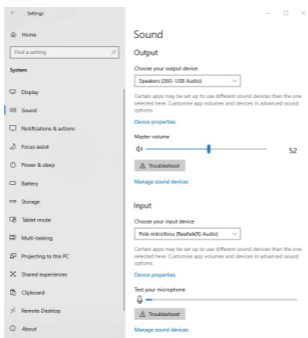 Settings
Home
Find a setting
System
Display
Sound
Notifications & actions
Focus assist
Power & sleep
Battery
Storage
Tablet mode
Multi-tasking
Projecting to this PC
Shared experiences
Clipboard
Remote Desktop
About
Sound
Output
Choose your output device
Speakers (260- USB Audio)
Certain apps may be set up to use different sound devices than the one
selected here. Customise app volumes and devices in advanced sound
options.
Device properties
Master volume
52
Troubleshoot
Manage sound devices
Input
Choose your input device
Pole mikrofonu (Realtek(R) Audio)
Certain apps may be set up to use different sound devices than the one
selected here. Customise app volumes and devices in advanced sound
options.
Device properties
Test your microphone
Troubleshoot
Manage sound devices